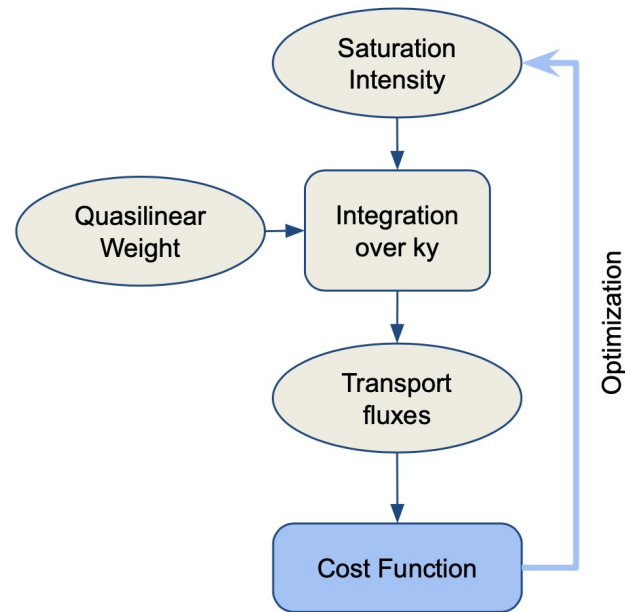 Saturation
Intensity
Quasilinear
Weight
Integration
over ky
Transport
fluxes
Cost Function
Optimization